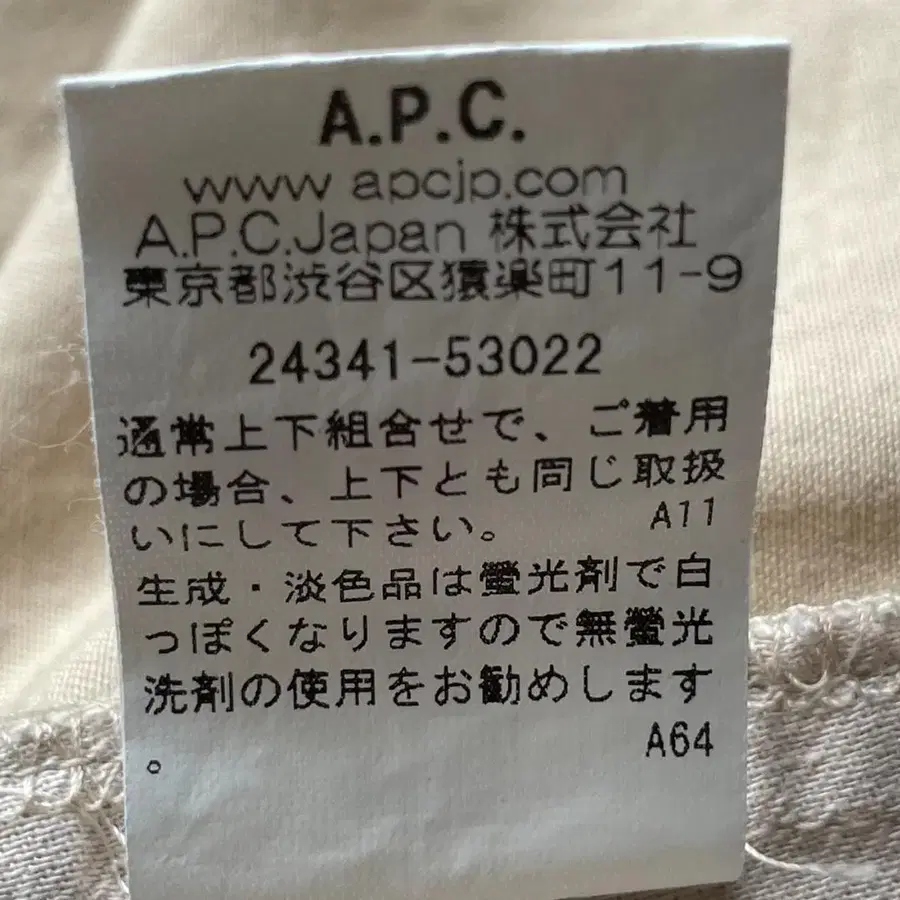 A.P.C.
www apcjp.com
A.P.C.Japan 株式会社
東京都渋谷区猿楽町11-9
24341-53022
通常上下組合せで、ご着用
の場合、上下とも同じ取扱
いにして下さい。 A11
生成・淡色品は螢光剤で白
っぽくなりますので無螢光
洗剤の使用をお勧めします
。 A64